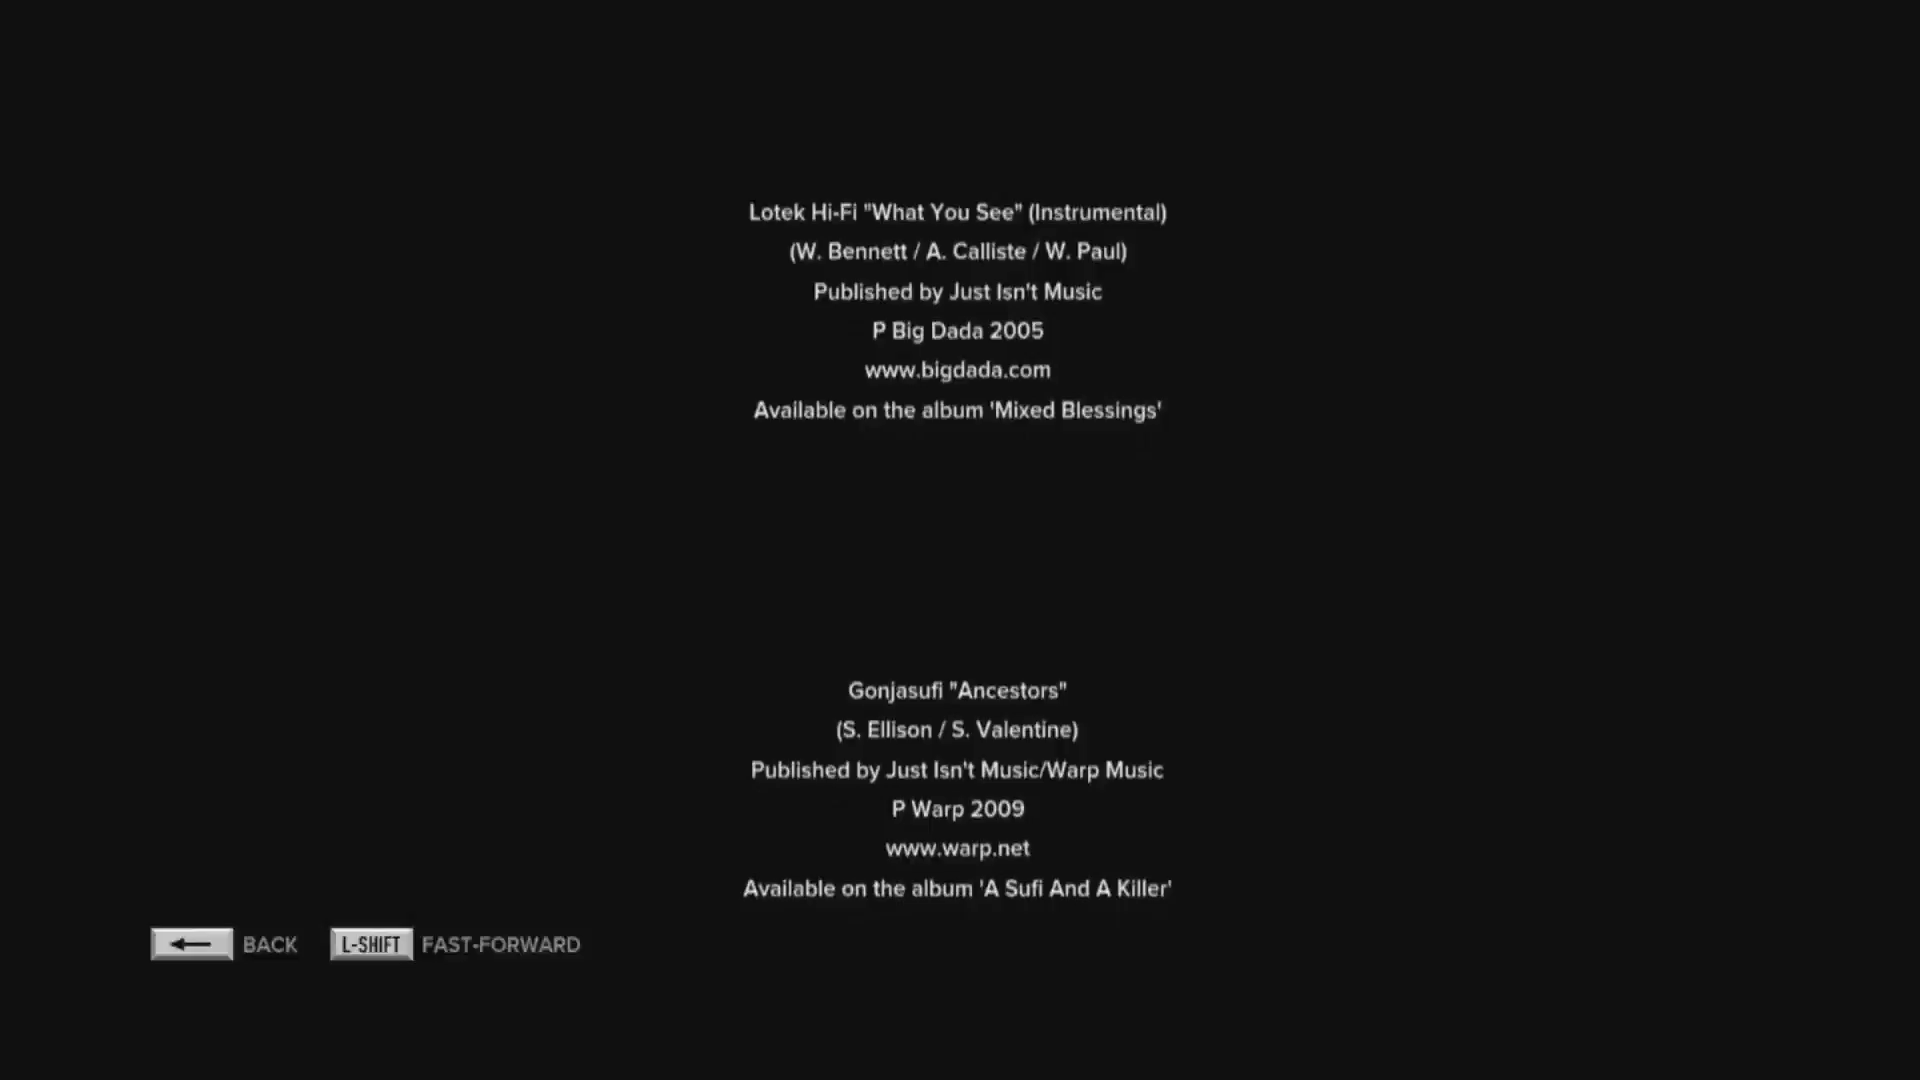 Lotek Hi-Fi "What You See" (Instrumental)
(W. Bennett / A. Calliste / W. Paul)
Published by Just Isn't Music
P Big Dada 2005
www.bigdada.com
Available on the album 'Mixed Blessings'
Gonjasufi "Ancestors"
(S. Ellison / S. Valentine)
Published by Just Isn't Music/Warp Music
P Warp 2009
www.warp.net
Available on the album 'A Sufi And A Killer'
BACK L-SHIFT FAST-FORWARD